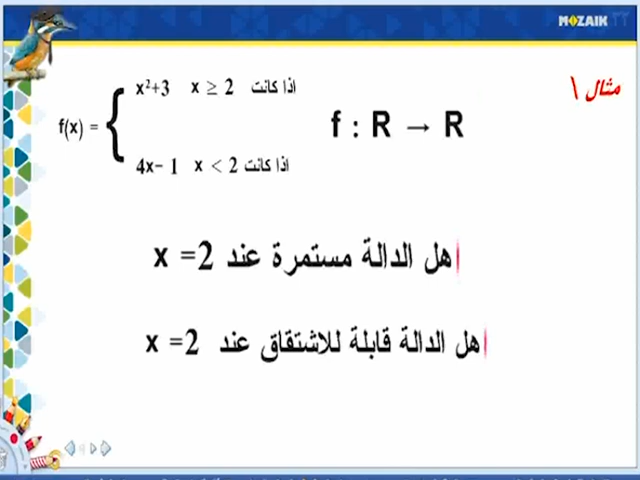 MOZAIK TV
مثال ١
f(x) = { x²+3 x ≥ 2 اذا كانت
4x- 1 x < 2 اذا كانت
f : R → R
هل الدالة مستمرة عند x =2
هل الدالة قابلة للاشتقاق عند x =2